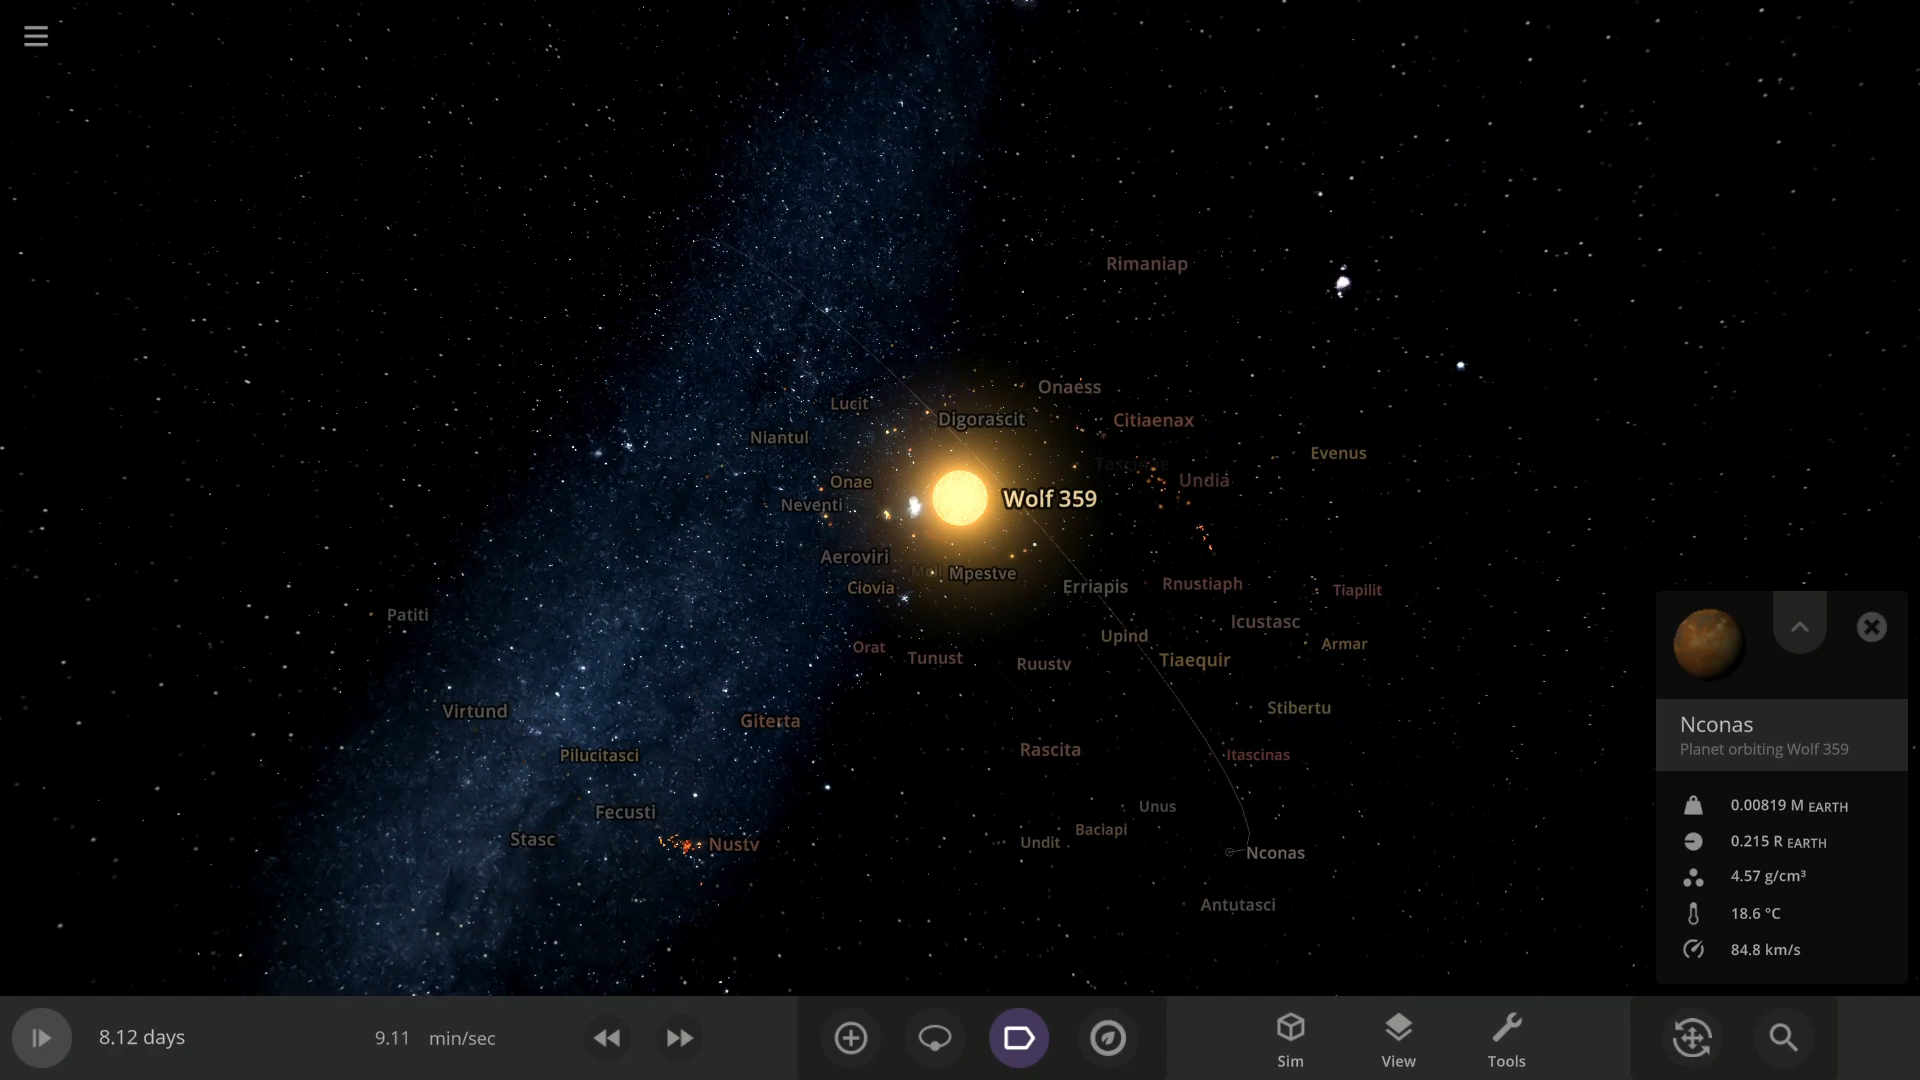 Rimaniap
Onaess
Lucit
Digorascit
Citiaenax
Niantul
Evenus
Onae
Undia
Wolf 359
Neventi
Aeroviri
Mpestve
Ciovia
Erriapis
Rnustiaph
Tiapilit
Patiti
Icustasc
Upind
Armar
Orat
Tunust
Ruustv
Tiaequir
Virtund
Giterta
Stibertu
Pilucitasci
Rascita
Itascinas
Fecusti
Unus
Stasc
Nustv
Undit
Baciapi
Nconas
Antutasci
Nconas
Planet orbiting Wolf 359
0.00819 M EARTH
0.215 R EARTH
4.57 g/cm³
18.6 °C
84.8 km/s
8.12 days
9.11 min/sec
Sim
View
Tools